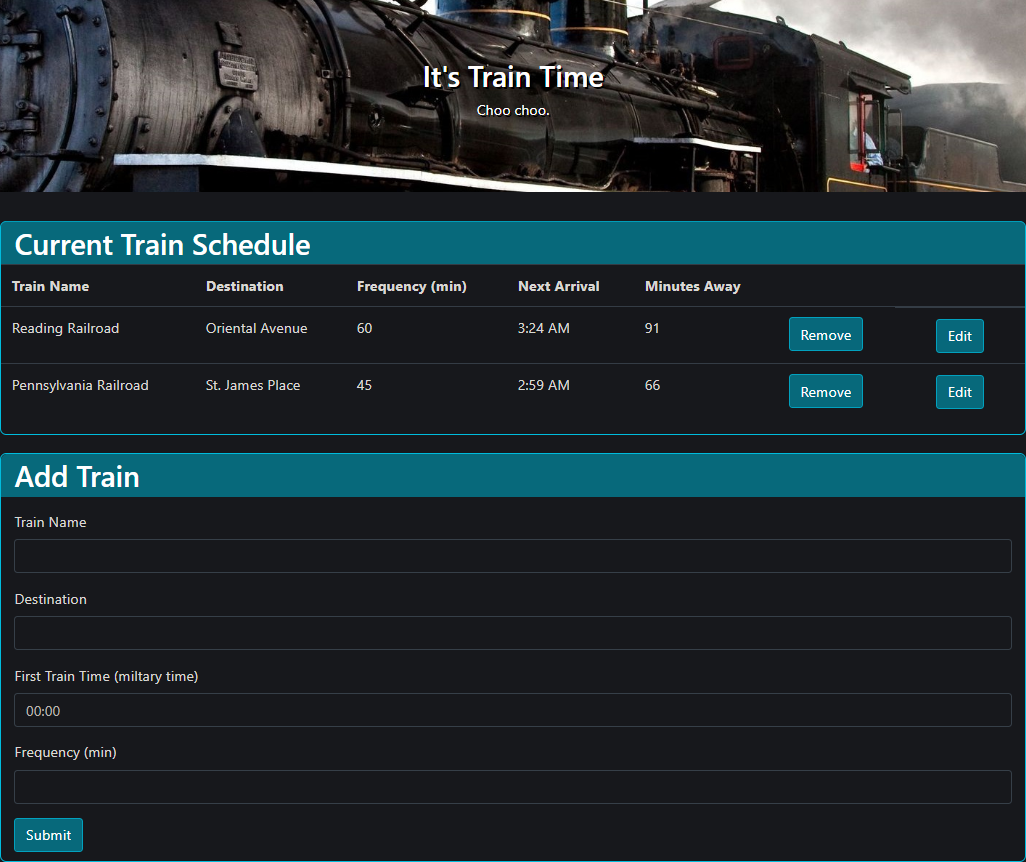 It's Train Time
Choo choo.
Current Train Schedule
Train Name Destination Frequency (min) Next Arrival Minutes Away
Reading Railroad Oriental Avenue 60 3:24 AM 91 Remove Edit
Pennsylvania Railroad St. James Place 45 2:59 AM 66 Remove Edit
Add Train
Train Name
Destination
First Train Time (miltary time)
00:00
Frequency (min)
Submit